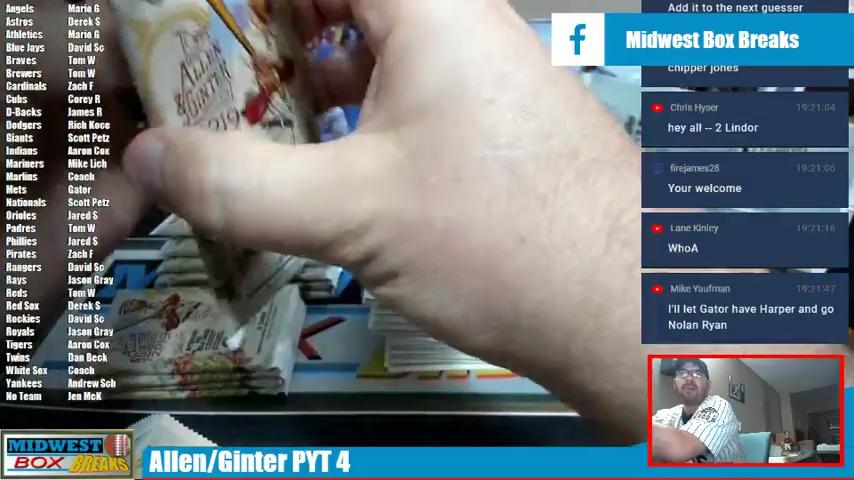 Angels Mario G
Astros Derek S
Athletics Mario G
Blue Jays David Sc
Braves Tom W
Brewers Tom W
Cardinals Zach F
Cubs Corey R
D-Backs James R
Dodgers Rich Koce
Giants Scott Petz
Indians Aaron Cox
Mariners Mike Lich
Marlins Coach
Mets Gator
Nationals Scott Petz
Orioles Jared S
Padres Tom W
Phillies Jared S
Pirates Zach F
Rangers David Sc
Rays Jason Gray
Reds Tom W
Red Sox Derek S
Rockies David Sc
Royals Jason Gray
Tigers Aaron Cox
Twins Dan Beck
White Sox Coach
Yankees Andrew Sch
No Team Jen McK
TOPPS
ALLEN
& GINTER
2019
Add it to the next guesser
f Midwest Box Breaks
chipper jones
Chris Hyser 19:21:04
hey all -- 2 Lindor
firejames28 19:21:06
Your welcome
Lane Kinley 19:21:16
WhoA
Mike Yaufman 19:21:47
I'll let Gator have Harper and go
Nolan Ryan
MIDWEST
BOX BREAKS
Allen/Ginter PYT 4